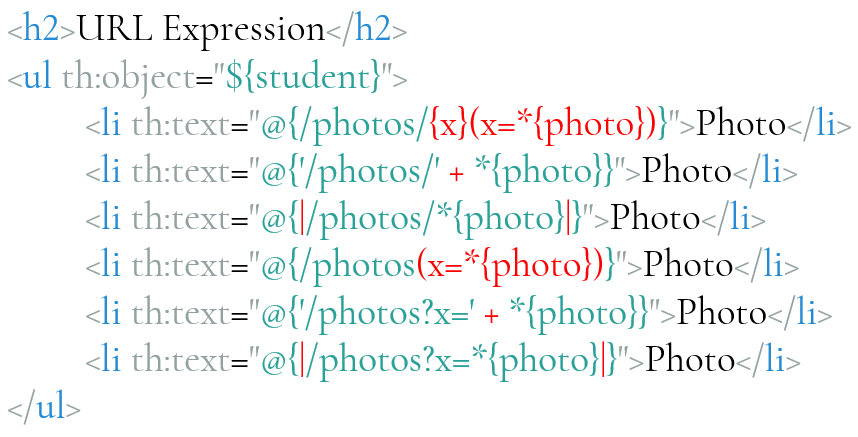 <h2>URL Expression</h2>
<ul th:object="${student}">
<li th:text="@{/photos/{x}(x=*{photo})}">Photo</li>
<li th:text="@{'/photos/' + *{photo}}">Photo</li>
<li th:text="@{|/photos/*{photo}|}">Photo</li>
<li th:text="@{/photos(x=*{photo})}">Photo</li>
<li th:text="@{'/photos?x=' + *{photo}}">Photo</li>
<li th:text="@{|/photos?x=*{photo}|}">Photo</li>
</ul>